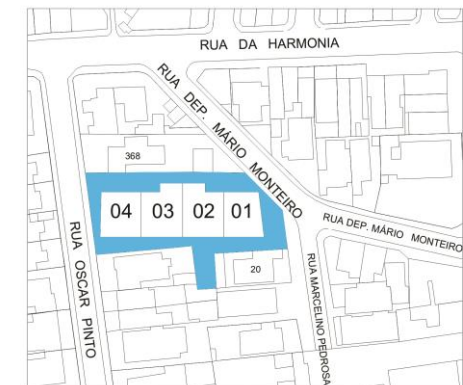 RUA DA HARMONIA
RUA DEP. MÁRIO MONTEIRO
368
04 03 02 01
RUA DEP. MÁRIO MONTEIRO
RUA OSCAR PINTO
20
RUA MARCELINO PEDROSA